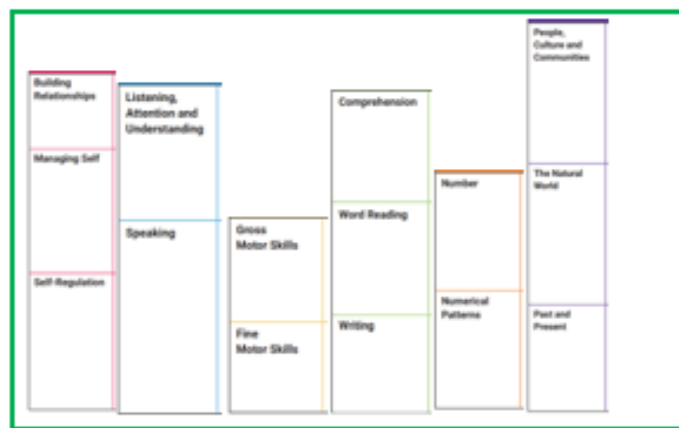 Building
Relationships
Managing Self
Self-Regulation
Listening,
Attention and
Understanding
Speaking
Gross
Motor Skills
Fine
Motor Skills
Comprehension
Word Reading
Writing
Number
Numerical
Patterns
People,
Culture and
Communities
The Natural
World
Past and
Present